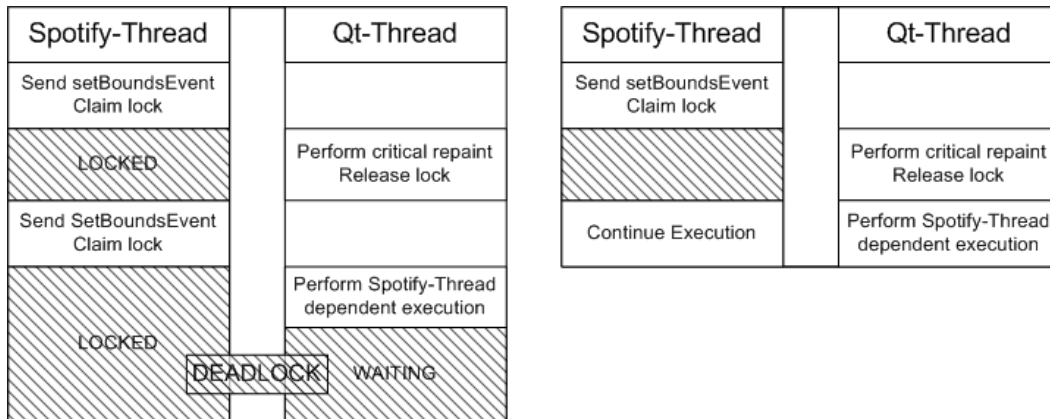 Spotify-Thread
Qt-Thread
Send setBoundsEvent
Claim lock
LOCKED
Perform critical repaint
Release lock
Send SetBoundsEvent
Claim lock
Perform Spotify-Thread
dependent execution
LOCKED
DEADLOCK
WAITING
Spotify-Thread
Qt-Thread
Send setBoundsEvent
Claim lock
Perform critical repaint
Release lock
Continue Execution
Perform Spotify-Thread
dependent execution